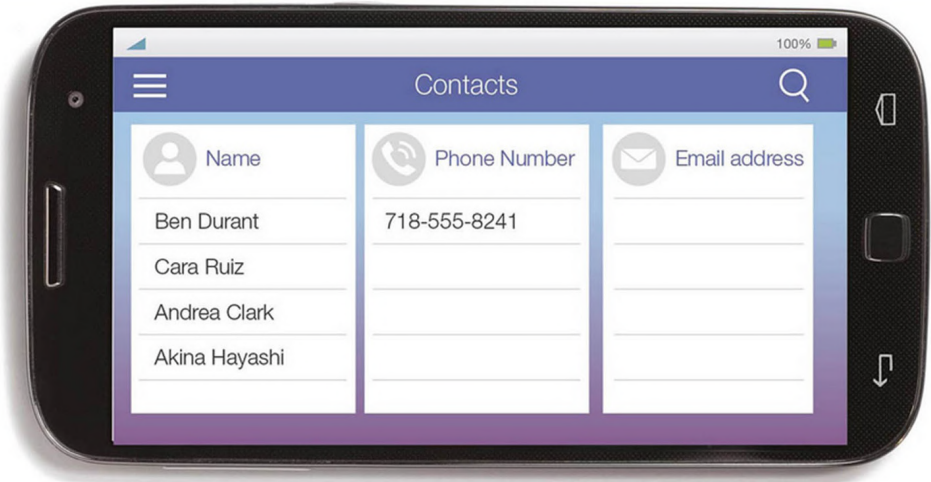 100%
Contacts
Name
Phone Number
Email address
Ben Durant
718-555-8241
Cara Ruiz
Andrea Clark
Akina Hayashi